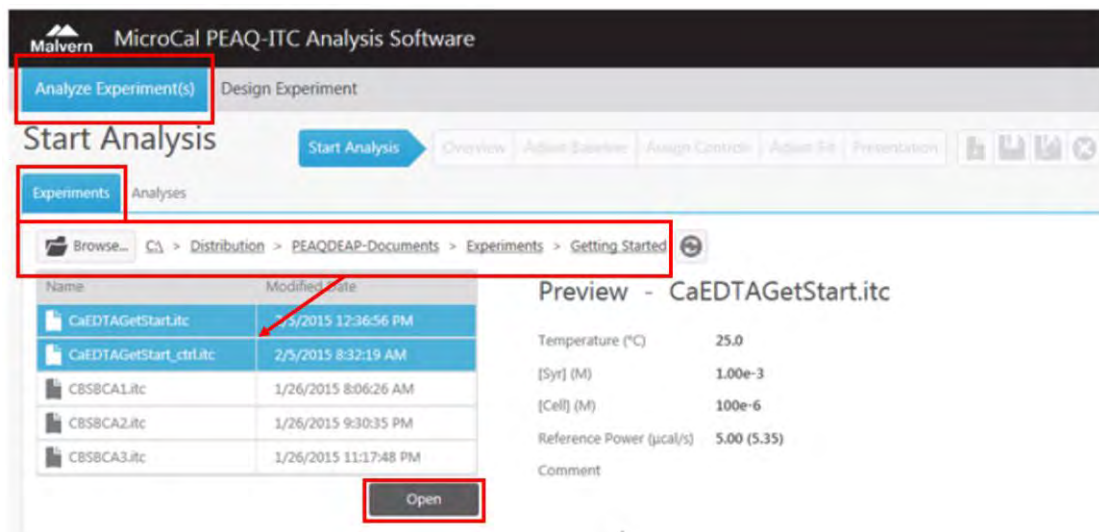 Malvern MicroCal PEAQ-ITC Analysis Software
Analyze Experiment(s) Design Experiment
Start Analysis
Start Analysis Overview Adjust Baseline Assign Controls Adjust Fit Presentation
Experiments Analyses
Browse... C:\ > Distribution > PEAQDEAP-Documents > Experiments > Getting Started
Name Modified Date
CaEDTAGetStart.itc 2/5/2015 12:36:56 PM
CaEDTAGetStart_ctrl.itc 2/5/2015 8:32:19 AM
CBSBCA1.itc 1/26/2015 8:06:26 AM
CBSBCA2.itc 1/26/2015 9:30:35 PM
CBSBCA3.itc 1/26/2015 11:17:48 PM
Open
Preview - CaEDTAGetStart.itc
Temperature (°C) 25.0
[Syr] (M) 1.00e-3
[Cell] (M) 100e-6
Reference Power (µcal/s) 5.00 (5.35)
Comment